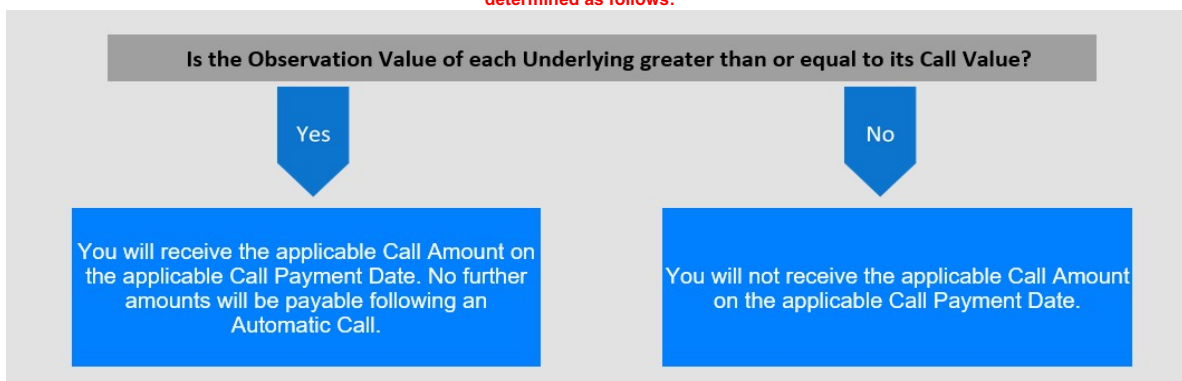 determined as follows:
Is the Observation Value of each Underlying greater than or equal to its Call Value?
Yes
No
You will receive the applicable Call Amount on
the applicable Call Payment Date. No further
amounts will be payable following an
Automatic Call.
You will not receive the applicable Call Amount
on the applicable Call Payment Date.